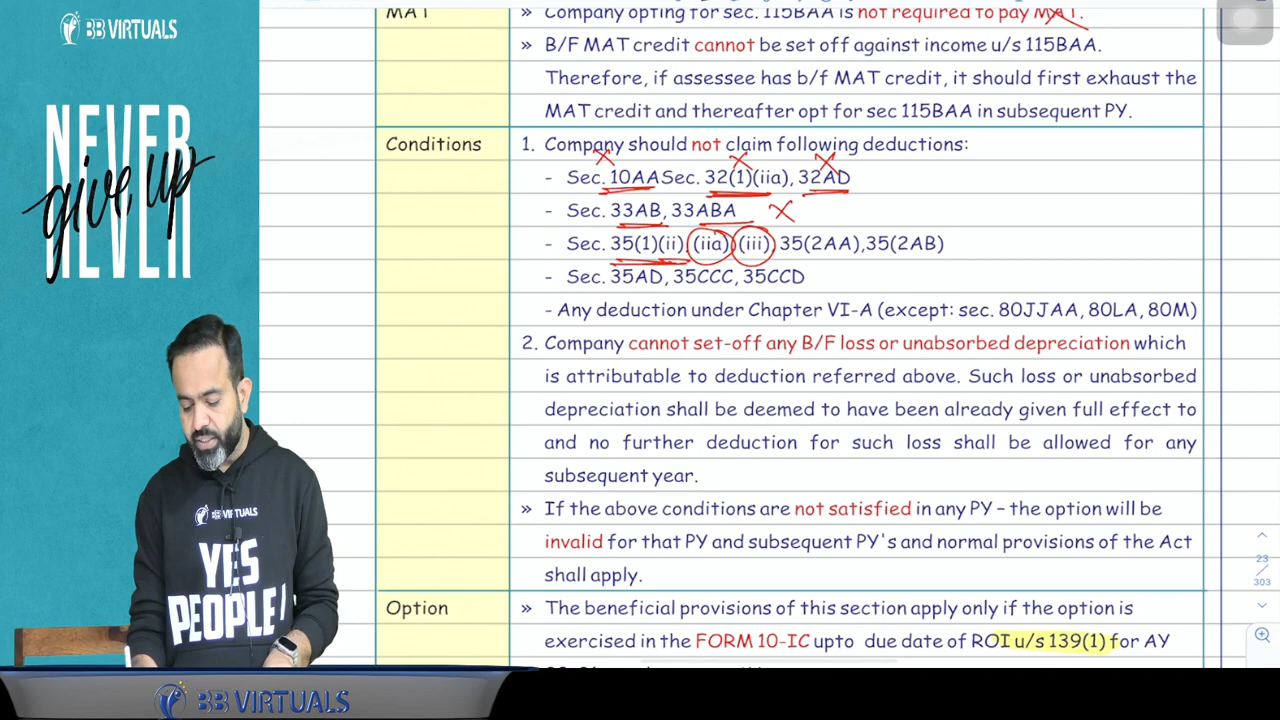 BB VIRTUALS
NEVER
give up
NEVER
BB VIRTUALS
YES
PEOPLE!
BB VIRTUALS
MAT
» Company opting for sec. 115BAA is not required to pay MAT.
» B/F MAT credit cannot be set off against income u/s 115BAA.
Therefore, if assessee has b/f MAT credit, it should first exhaust the
MAT credit and thereafter opt for sec 115BAA in subsequent PY.
Conditions
1. Company should not claim following deductions:
- Sec. 10AASec. 32(1)(iia), 32AD
- Sec. 33AB, 33ABA
- Sec. 35(1)(ii) (iia) (iii), 35(2AA),35(2AB)
- Sec. 35AD, 35CCC, 35CCD
- Any deduction under Chapter VI-A (except: sec. 80JJAA, 80LA, 80M)
2. Company cannot set-off any B/F loss or unabsorbed depreciation which
is attributable to deduction referred above. Such loss or unabsorbed
depreciation shall be deemed to have been already given full effect to
and no further deduction for such loss shall be allowed for any
subsequent year.
» If the above conditions are not satisfied in any PY – the option will be
invalid for that PY and subsequent PY's and normal provisions of the Act
shall apply.
Option
» The beneficial provisions of this section apply only if the option is
exercised in the FORM 10-IC upto due date of ROI u/s 139(1) for AY
23
303